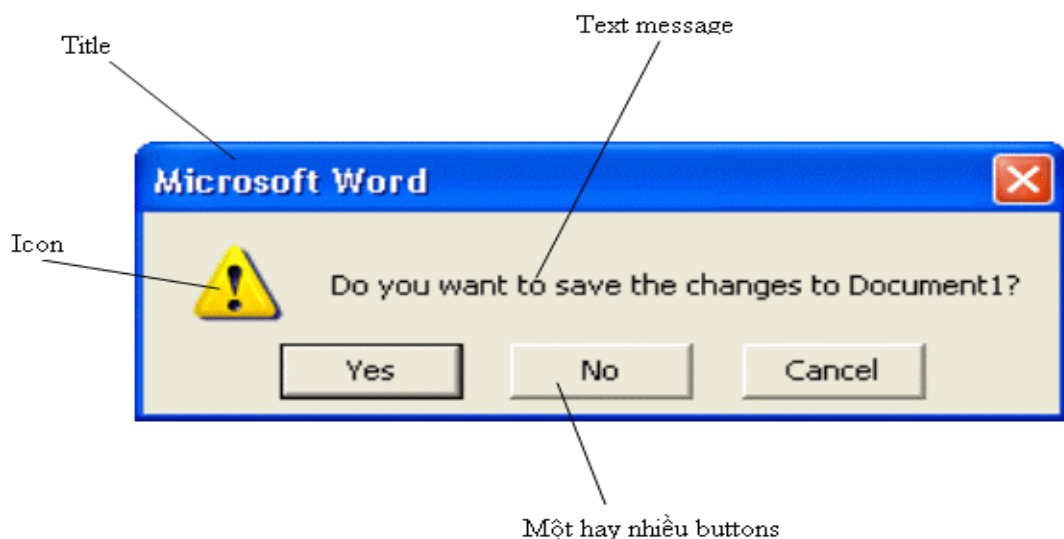 Text message
Title
Microsoft Word
Icon
Do you want to save the changes to Document1?
Yes No Cancel
Một hay nhiều buttons